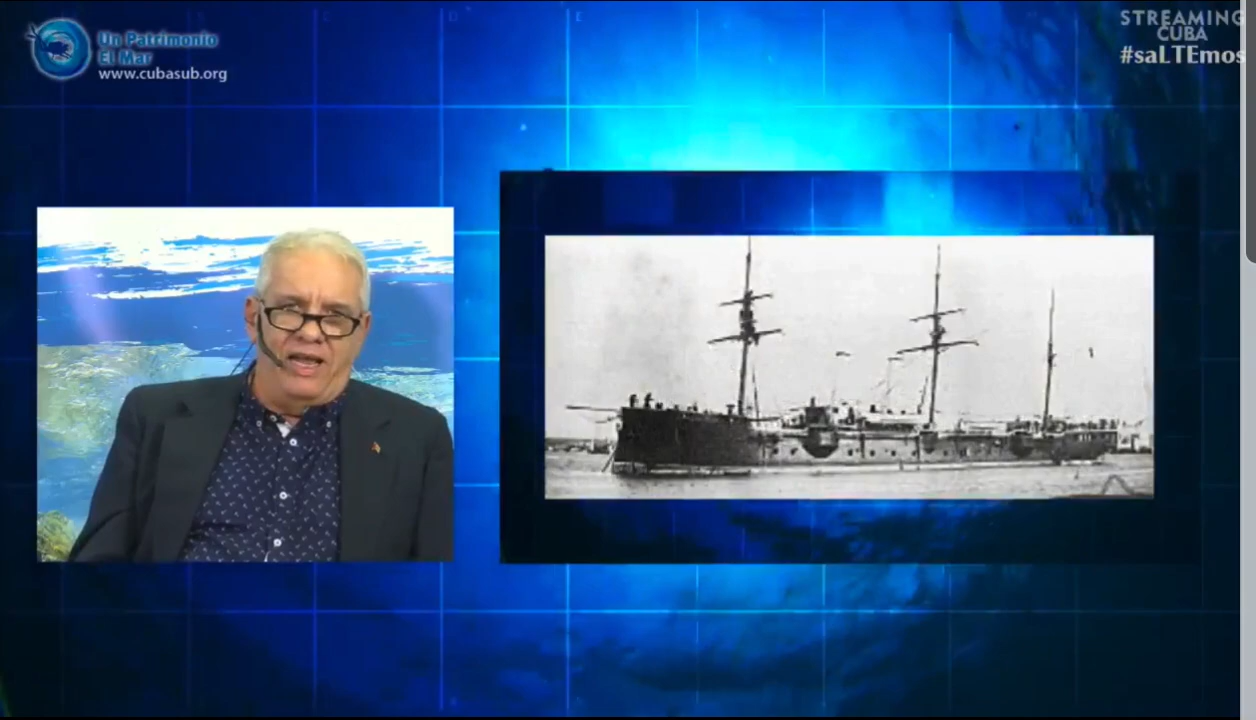 Un Patrimonio
El Mar
www.cubasub.org
STREAMING
CUBA
#saLTEmos
C
D
E